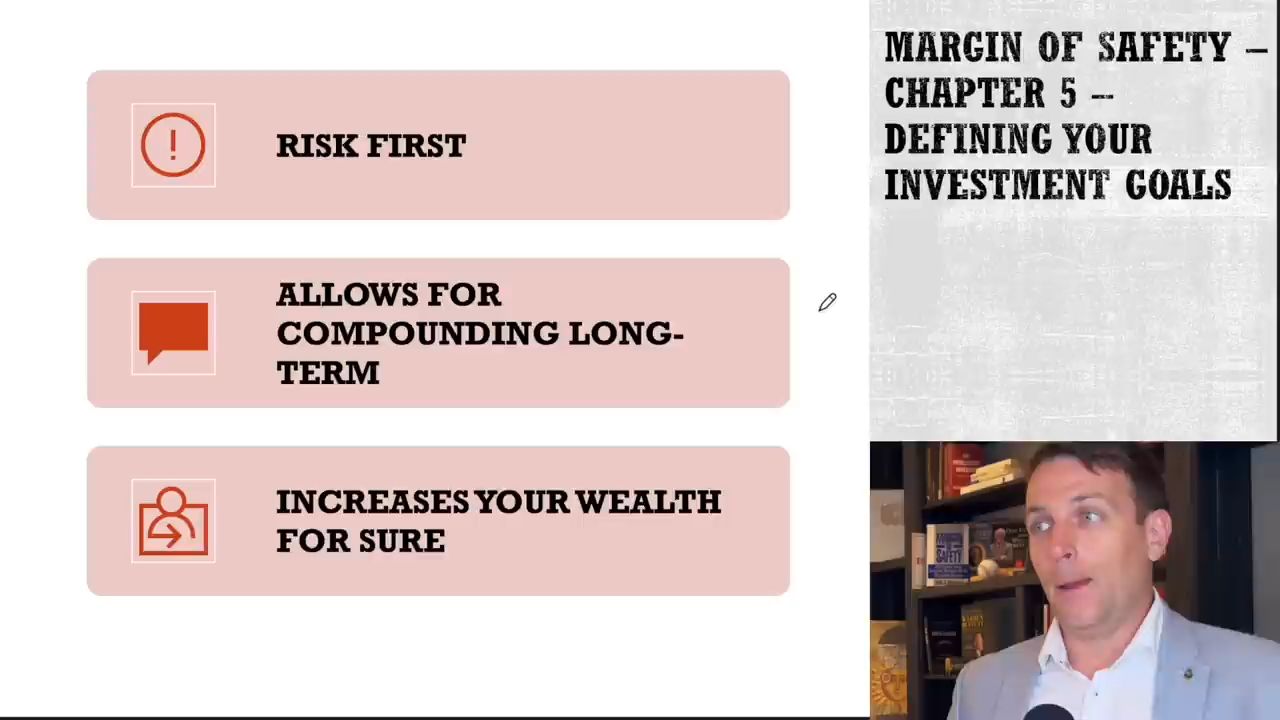 RISK FIRST
ALLOWS FOR
COMPOUNDING LONG-
TERM
INCREASES YOUR WEALTH
FOR SURE
MARGIN OF SAFETY –
CHAPTER 5 –
DEFINING YOUR
INVESTMENT GOALS
SAFETY